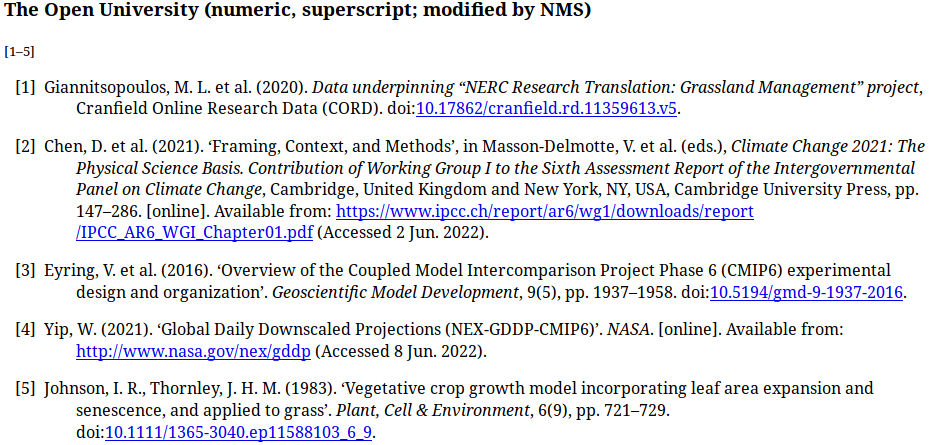 The Open University (numeric, superscript; modified by NMS)
[1–5]
[1] Giannitsopoulos, M. L. et al. (2020). Data underpinning “NERC Research Translation: Grassland Management” project,
Cranfield Online Research Data (CORD). doi:10.17862/cranfield.rd.11359613.v5.
[2] Chen, D. et al. (2021). ‘Framing, Context, and Methods’, in Masson-Delmotte, V. et al. (eds.), Climate Change 2021: The
Physical Science Basis. Contribution of Working Group I to the Sixth Assessment Report of the Intergovernmental
Panel on Climate Change, Cambridge, United Kingdom and New York, NY, USA, Cambridge University Press, pp.
147–286. [online]. Available from: https://www.ipcc.ch/report/ar6/wg1/downloads/report
/IPCC_AR6_WGI_Chapter01.pdf (Accessed 2 Jun. 2022).
[3] Eyring, V. et al. (2016). ‘Overview of the Coupled Model Intercomparison Project Phase 6 (CMIP6) experimental
design and organization’. Geoscientific Model Development, 9(5), pp. 1937–1958. doi:10.5194/gmd-9-1937-2016.
[4] Yip, W. (2021). ‘Global Daily Downscaled Projections (NEX-GDDP-CMIP6)’. NASA. [online]. Available from:
http://www.nasa.gov/nex/gddp (Accessed 8 Jun. 2022).
[5] Johnson, I. R., Thornley, J. H. M. (1983). ‘Vegetative crop growth model incorporating leaf area expansion and
senescence, and applied to grass’. Plant, Cell & Environment, 6(9), pp. 721–729.
doi:10.1111/1365-3040.ep11588103_6_9.